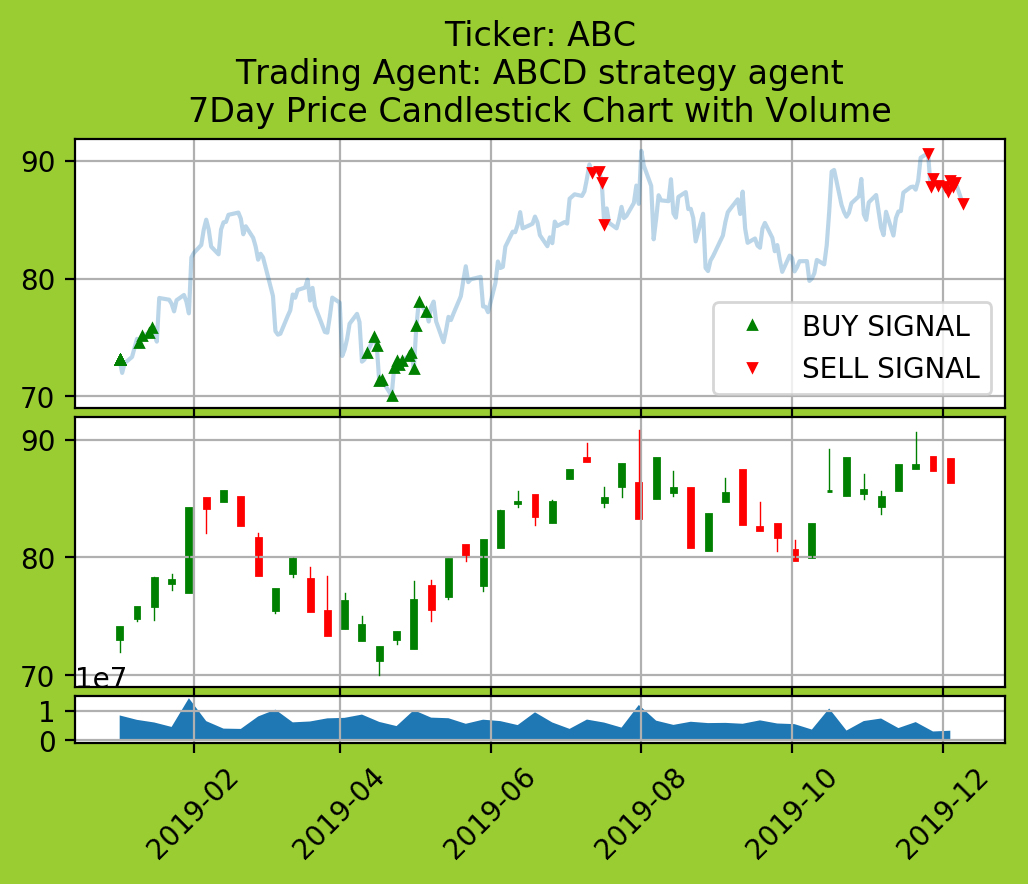 Ticker: ABC
Trading Agent: ABCD strategy agent
7Day Price Candlestick Chart with Volume
90
80
70
BUY SIGNAL
SELL SIGNAL
90
80
70
1e7
1
0
2019-02
2019-04
2019-06
2019-08
2019-10
2019-12